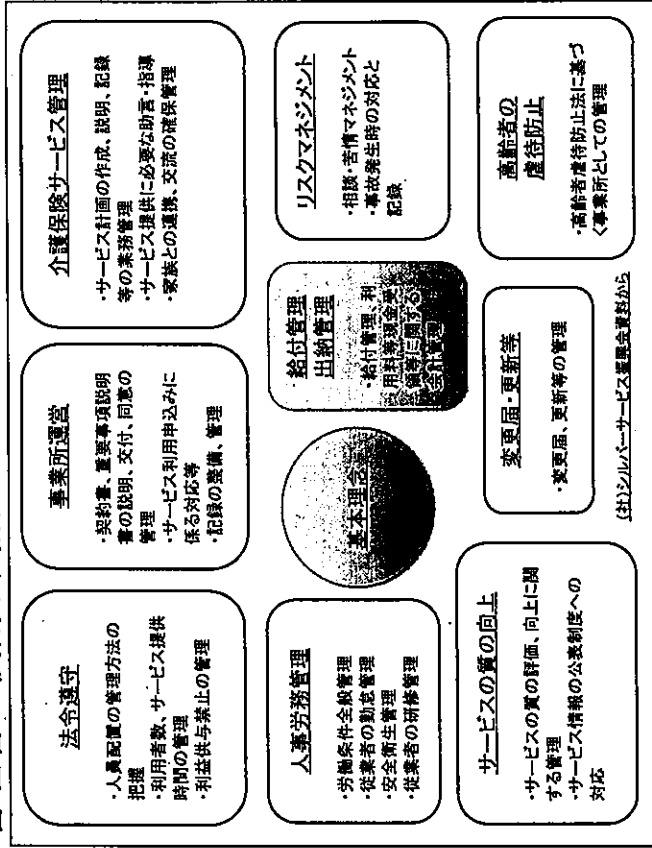 法令遵守
・人員配置の管理方法の
把握
・利用者数、サービス提供
時間の管理
・利益供与禁止の管理
事業所運営
・契約書、重要事項説明
書の説明、交付、同意の
管理
・サービス利用申込みに
係る対応等
・記録の整備、管理
介護保険サービス管理
・サービス計画の作成、説明、記録
等の業務管理
・サービス提供に必要な助言・指導
・家族との連携、交流の確保管理
人事労務管理
・労働条件全般管理
・従業者の勤怠管理
・安全衛生管理
・従業者の研修管理
基本理念
給付管理
出納管理
・給付管理、利
用料等現金受
領等に関する
会計管理
リスクマネジメント
・相談・苦情マネジメント
・事故発生時の対応と
記録
サービスの質の向上
・サービスの質の評価、向上に関
する管理
・サービス情報の公表制度への
対応
変更届・更新等
・変更届、更新等の管理
高齢者の
虐待防止
・高齢者虐待防止法に基づ
く事業所としての管理
(社)シルバーサービス振興会資料から